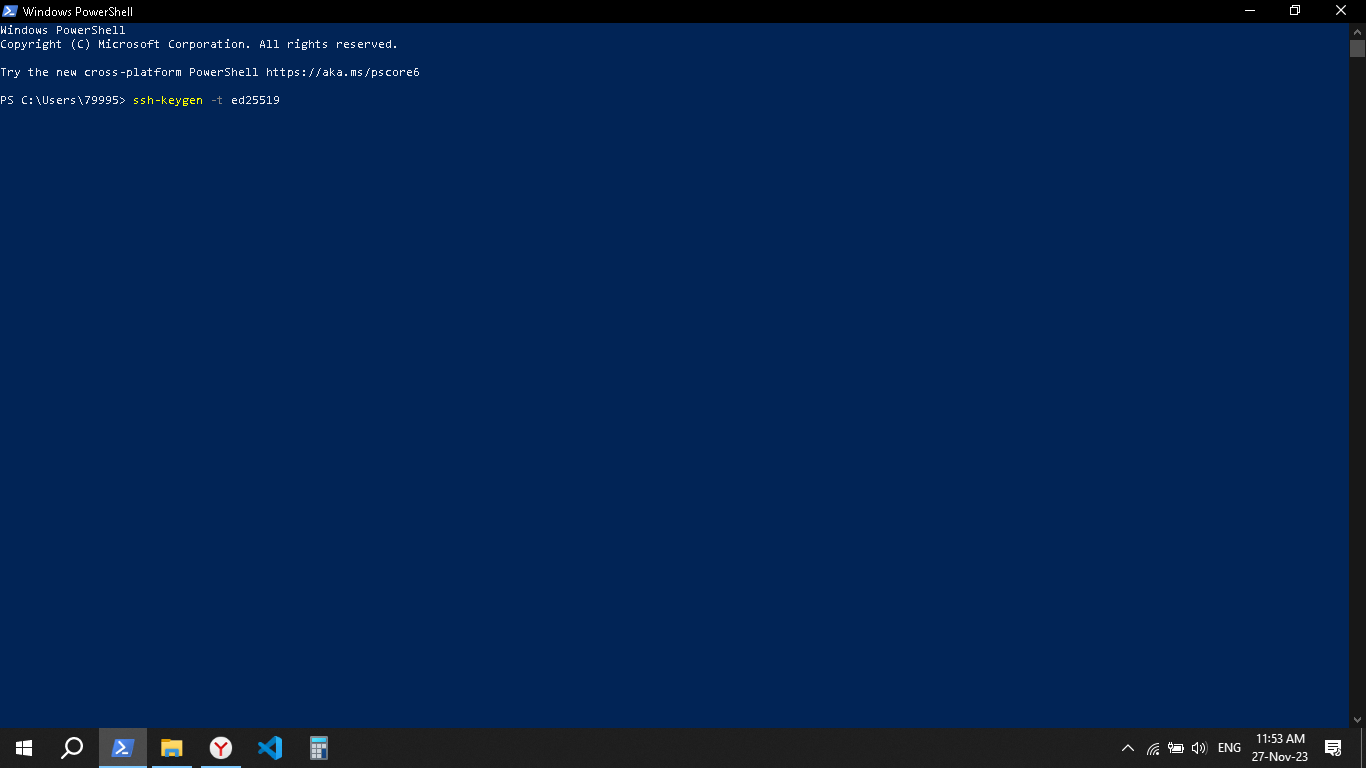 Windows PowerShell
Windows PowerShell
Copyright (C) Microsoft Corporation. All rights reserved.
Try the new cross-platform PowerShell https://aka.ms/pscore6
PS C:\Users\79995> ssh-keygen -t ed25519
ENG
11:53 AM
27-Nov-23